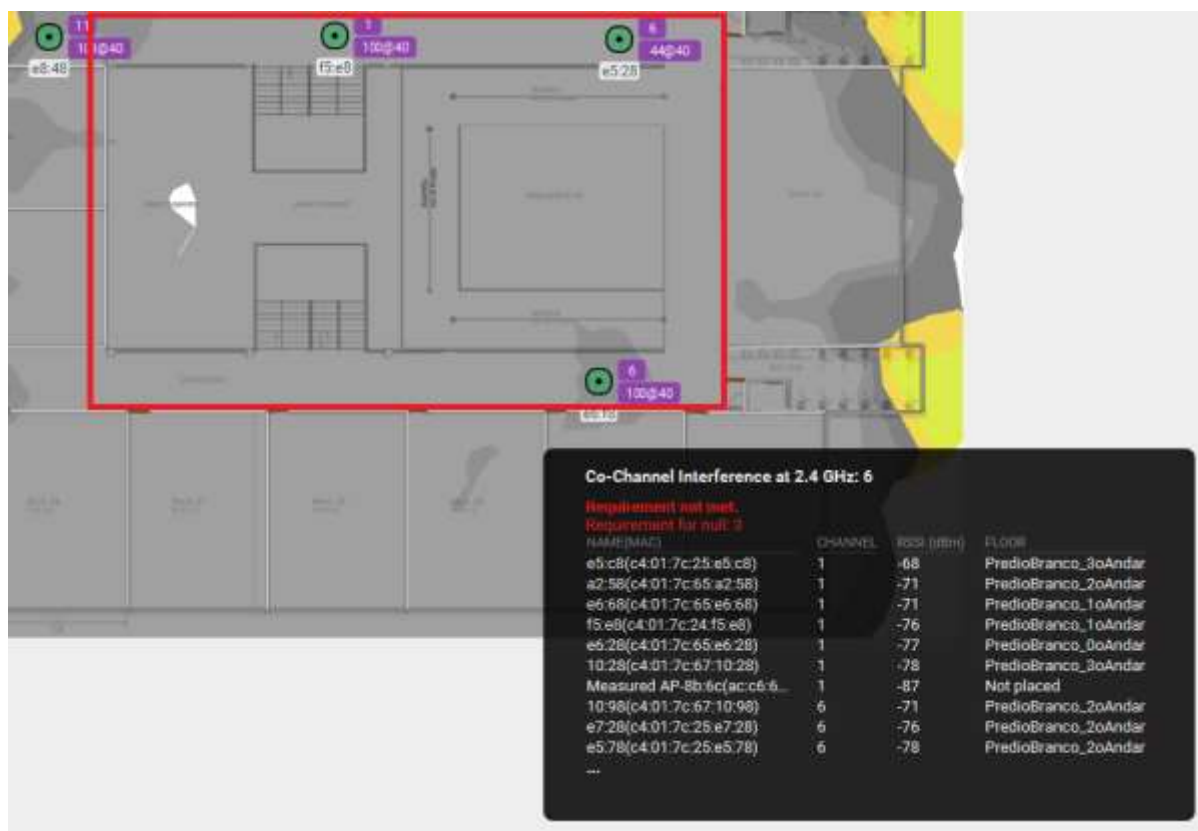 11
e8:48
1
100@40
f5:e8
6
44@40
e5:28
6
100@40
Co-Channel Interference at 2.4 GHz: 6
Requirement not met.
Requirement for null: 3
NAME(MAC) CHANNEL RSSI (dBm) FLOOR
e5:c8(c4:01:7c:25:e5:c8) 1 -68 PredioBranco_3oAndar
a2:58(c4:01:7c:65:a2:58) 1 -71 PredioBranco_2oAndar
e6:68(c4:01:7c:65:e6:68) 1 -71 PredioBranco_1oAndar
f5:e8(c4:01:7c:24:f5:e8) 1 -76 PredioBranco_1oAndar
e6:28(c4:01:7c:65:e6:28) 1 -77 PredioBranco_0oAndar
10:28(c4:01:7c:67:10:28) 1 -78 PredioBranco_3oAndar
Measured AP-8b:6c(ac:c6:6... 1 -87 Not placed
10:98(c4:01:7c:67:10:98) 6 -71 PredioBranco_2oAndar
e7:28(c4:01:7c:25:e7:28) 6 -76 PredioBranco_2oAndar
e5:78(c4:01:7c:25:e5:78) 6 -78 PredioBranco_2oAndar
...